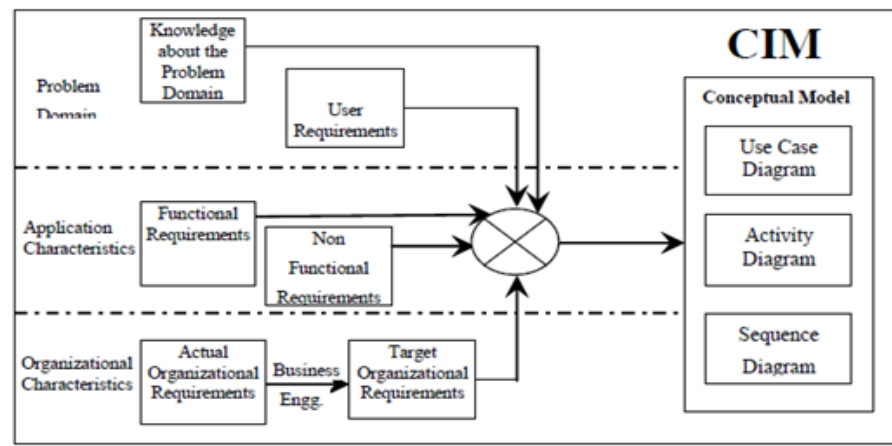 CIM
Knowledge
about the
Problem
Domain
Problem
Domain
User
Requirements
Conceptual Model
Use Case
Diagram
Activity
Diagram
Sequence
Diagram
Application
Characteristics
Functional
Requirements
Non
Functional
Requirements
Organizational
Characteristics
Actual
Organizational
Requirements
Business
Engg.
Target
Organizational
Requirements